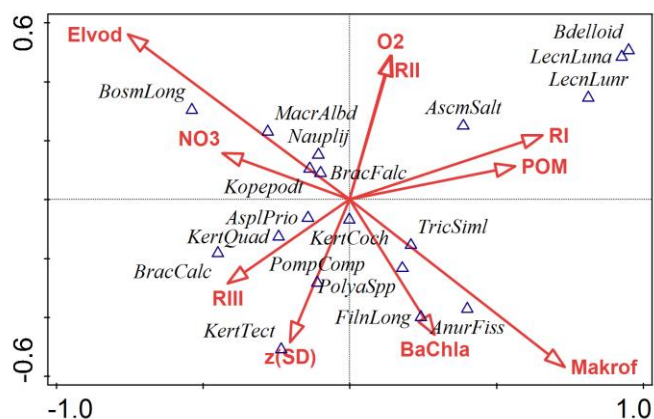 0.6
Elvod
O2
Bdelloid
RII
LecnLuna
BosmLong
LecnLunr
MacrAlbd
AscmSalt
NO3
Nauplij
RI
BracFalc
POM
Kopepodt
AsplPrio
TricSiml
KertQuad
KertCoch
BracCalc
PompComp
RIII
PolyaSpp
KertTect
FilnLong
AnurFiss
z(SD)
BaChla
Makrof
-0.6
-1.0
1.0